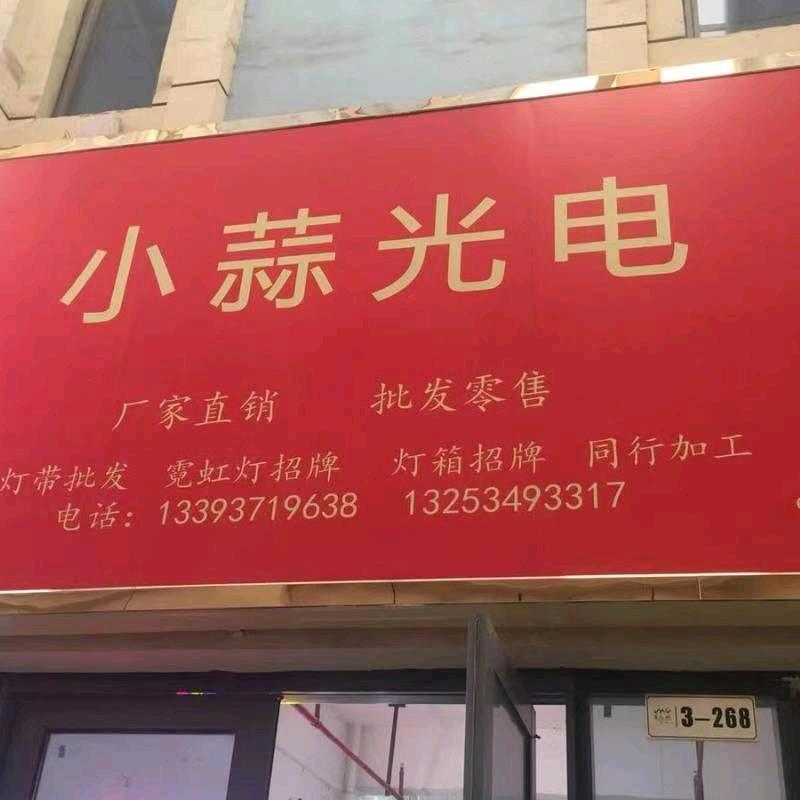 小蒜光电
厂家直销 批发零售
灯带批发 霓虹灯招牌 灯箱招牌 同行加工
电话：13393719638 13253493317
3-268